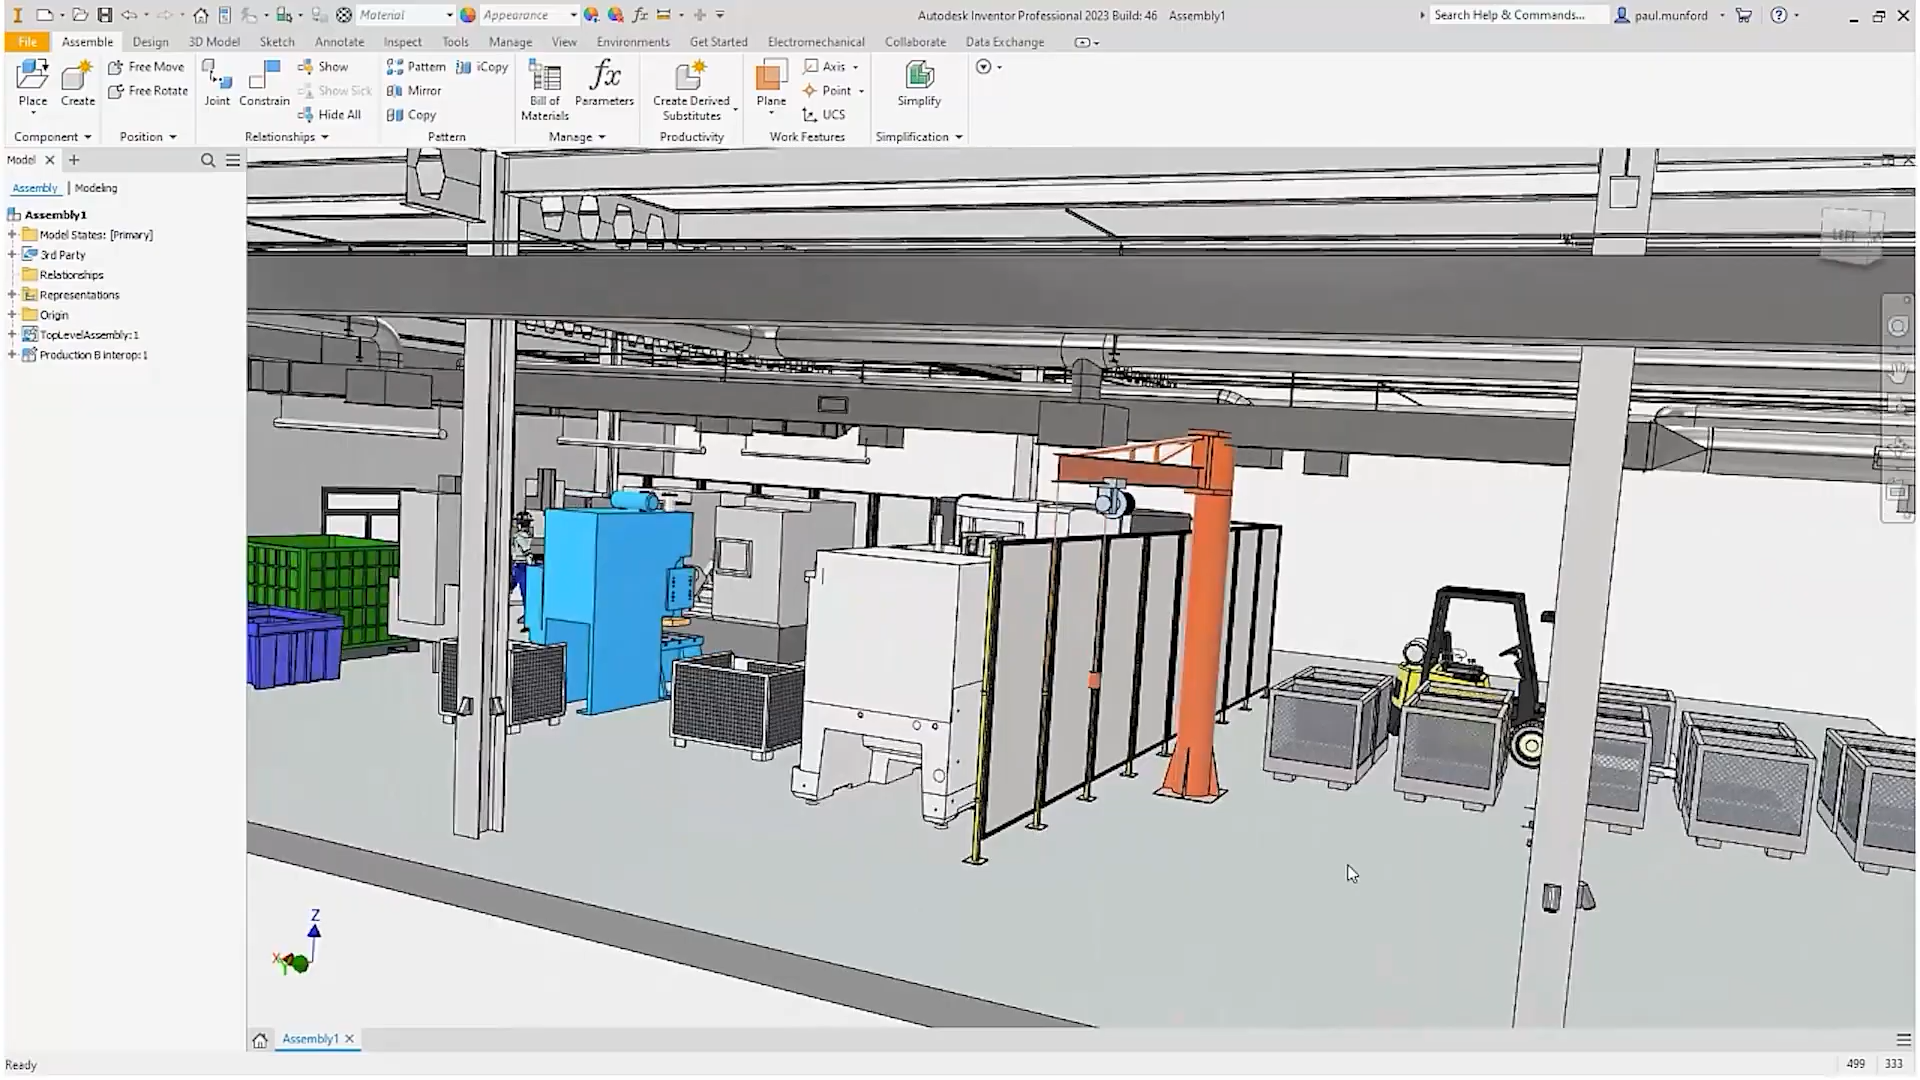 Material
Appearance
Autodesk Inventor Professional 2023 Build: 46 Assembly1
Search Help & Commands...
paul.munford
File Assemble Design 3D Model Sketch Annotate Inspect Tools Manage View Environments Get Started Electromechanical Collaborate Data Exchange
Place Create Free Move Joint Constrain Show Pattern iCopy Bill of Materials Parameters Create Derived Substitutes Plane Axis Simplify
Free Rotate Show Sick Mirror Point
Hide All Copy UCS
Component Position Relationships Pattern Manage Productivity Work Features Simplification
Model
Assembly | Modeling
Assembly1
Model States: [Primary]
3rd Party
Relationships
Representations
Origin
TopLevelAssembly:1
Production B interop:1
LEFT
Z
X
Y
Assembly1
Ready
499 333